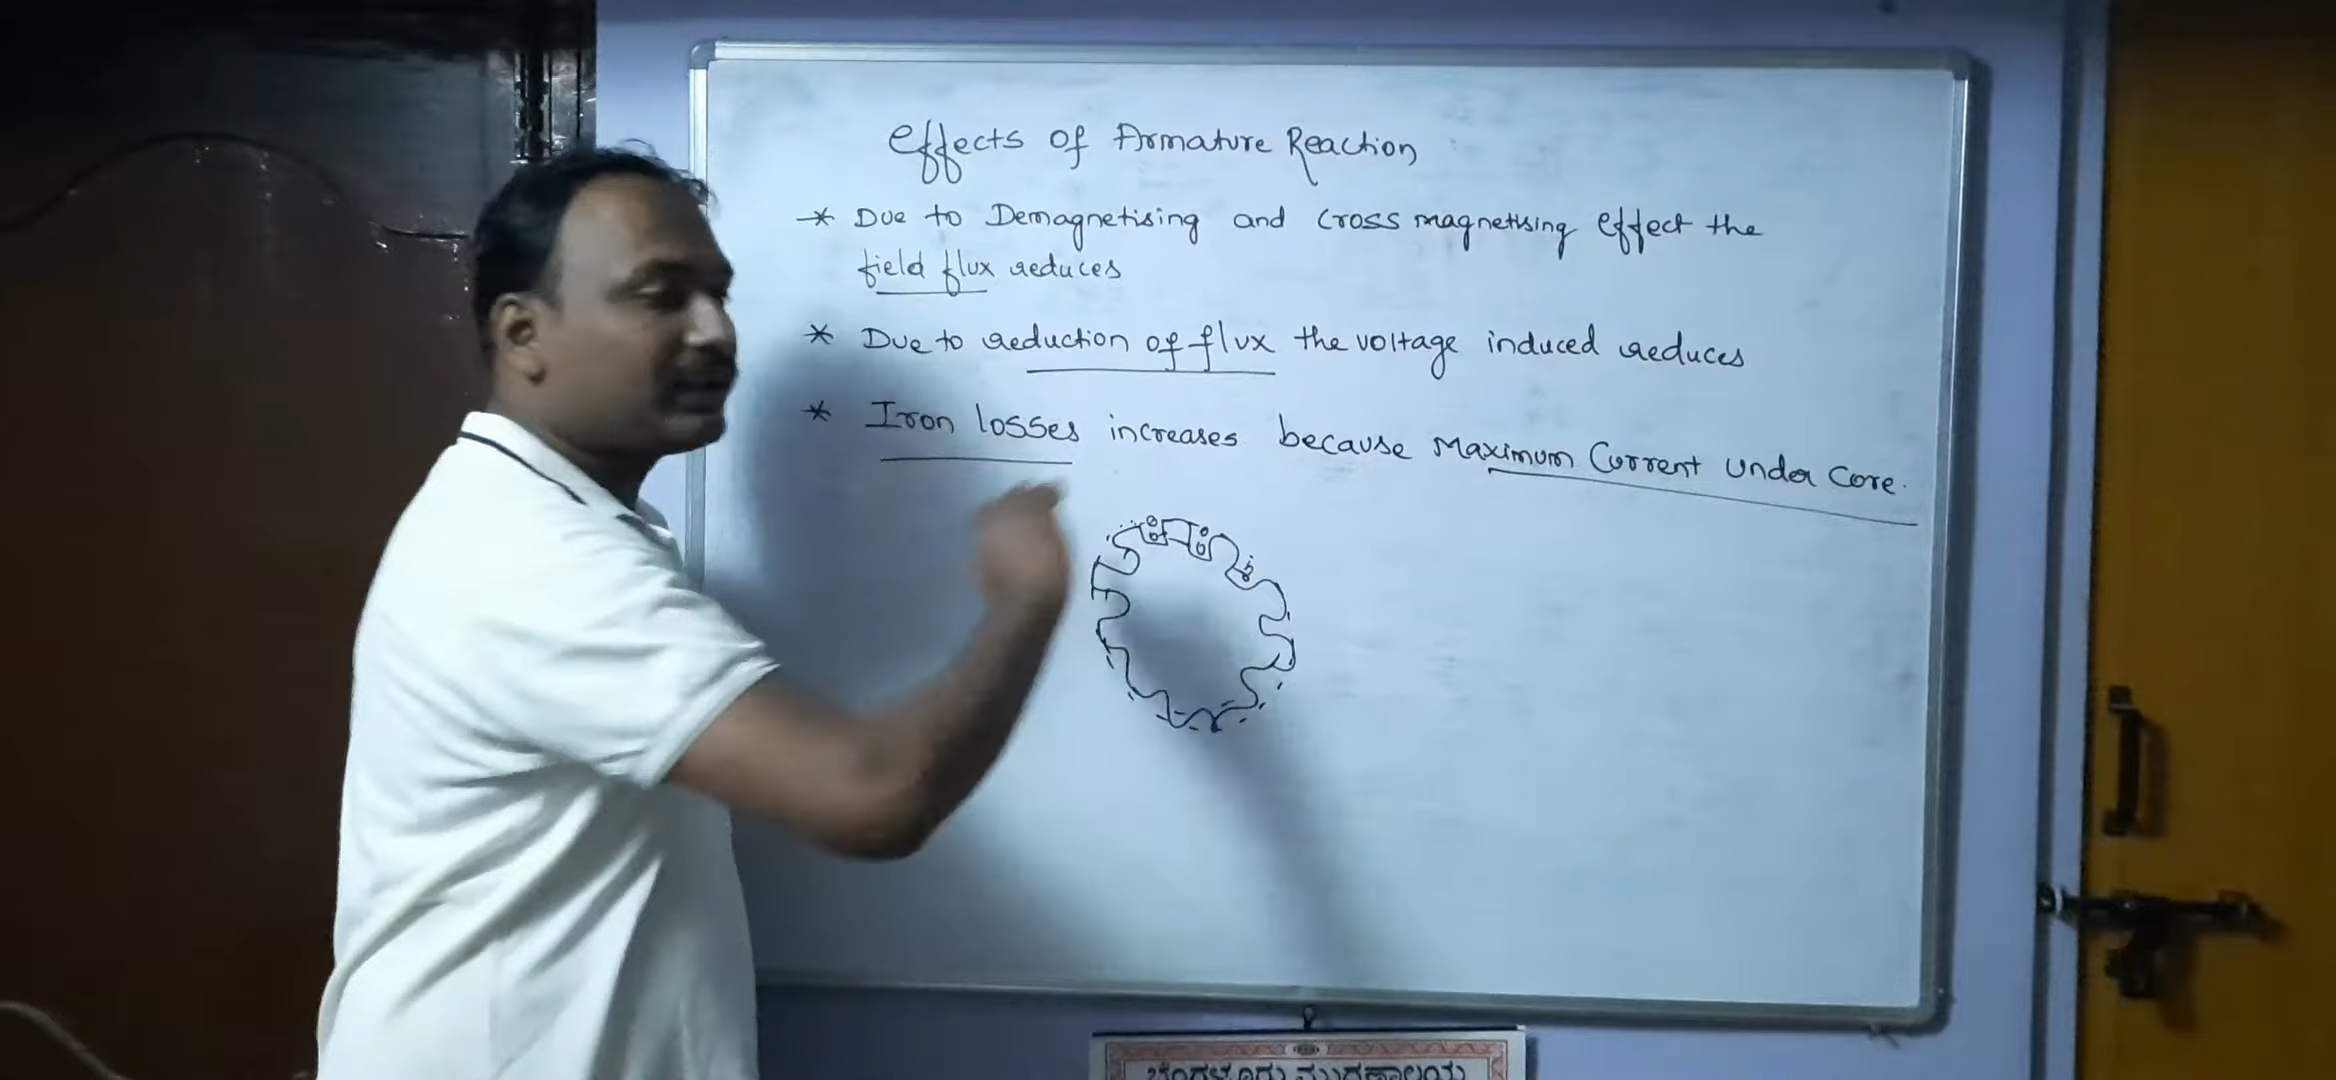 Effects of Armature Reaction
* Due to Demagnetising and cross magnetising effect the
field flux reduces
* Due to reduction of flux the voltage induced reduces
* Iron losses increases because Maximum Current under Core.
ಬೆಂಗಳೂರು